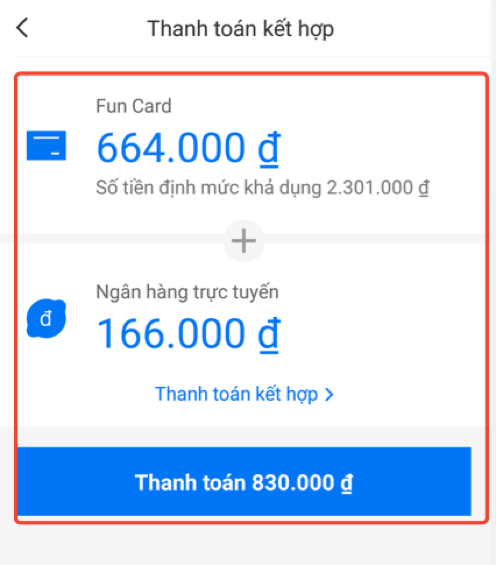 Thanh toán kết hợp
Fun Card
664.000 ₫
Số tiền định mức khả dụng 2.301.000 ₫
+
Ngân hàng trực tuyến
đ
166.000 ₫
Thanh toán kết hợp >
Thanh toán 830.000 ₫